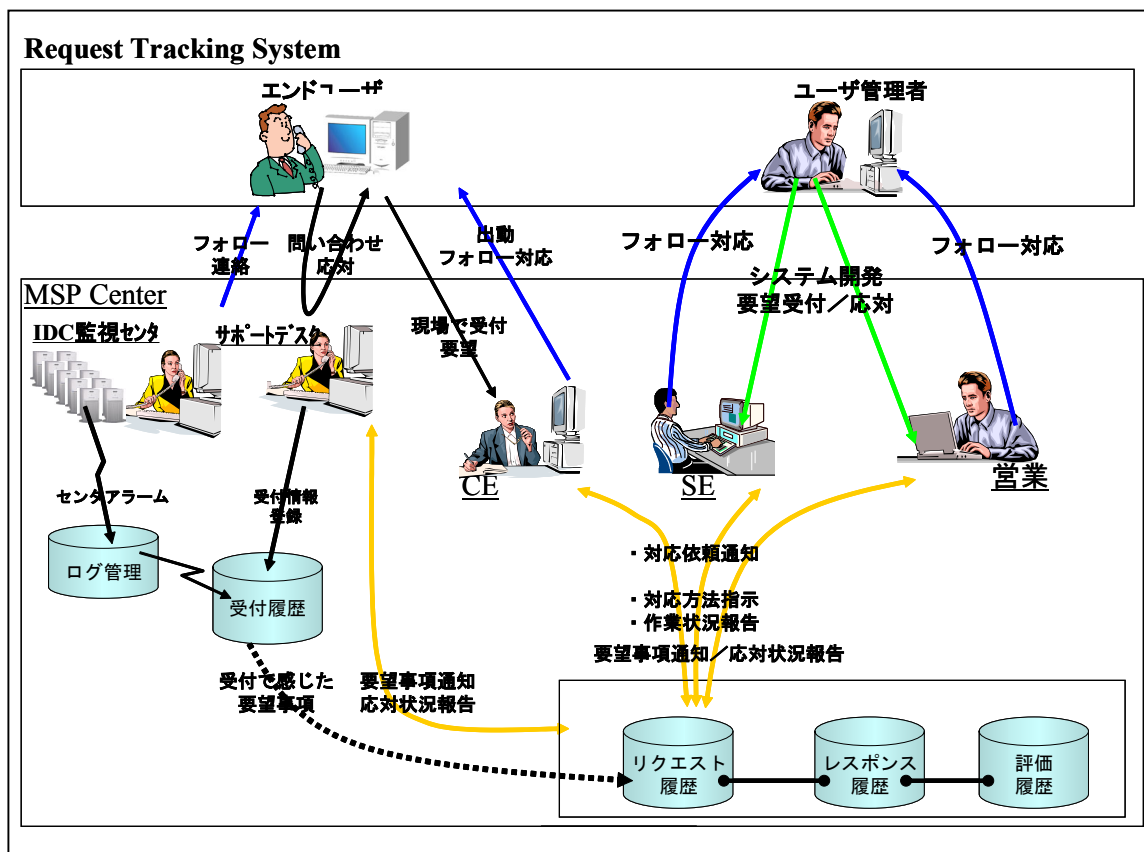 Request Tracking System
エンドユーザ
ユーザ管理者
フォロー
連絡
問い合わせ
応対
出動
フォロー対応
フォロー対応
システム開発
要望受付／応対
フォロー対応
MSP Center
IDC監視センタ
サポートデスク
現場で受付
要望
CE
SE
営業
センタアラーム
受付情報
登録
ログ管理
受付履歴
・対応依頼通知
・対応方法指示
・作業状況報告
要望事項通知／応対状況報告
受付で感じた
要望事項
要望事項通知
応対状況報告
リクエスト
履歴
レスポンス
履歴
評価
履歴